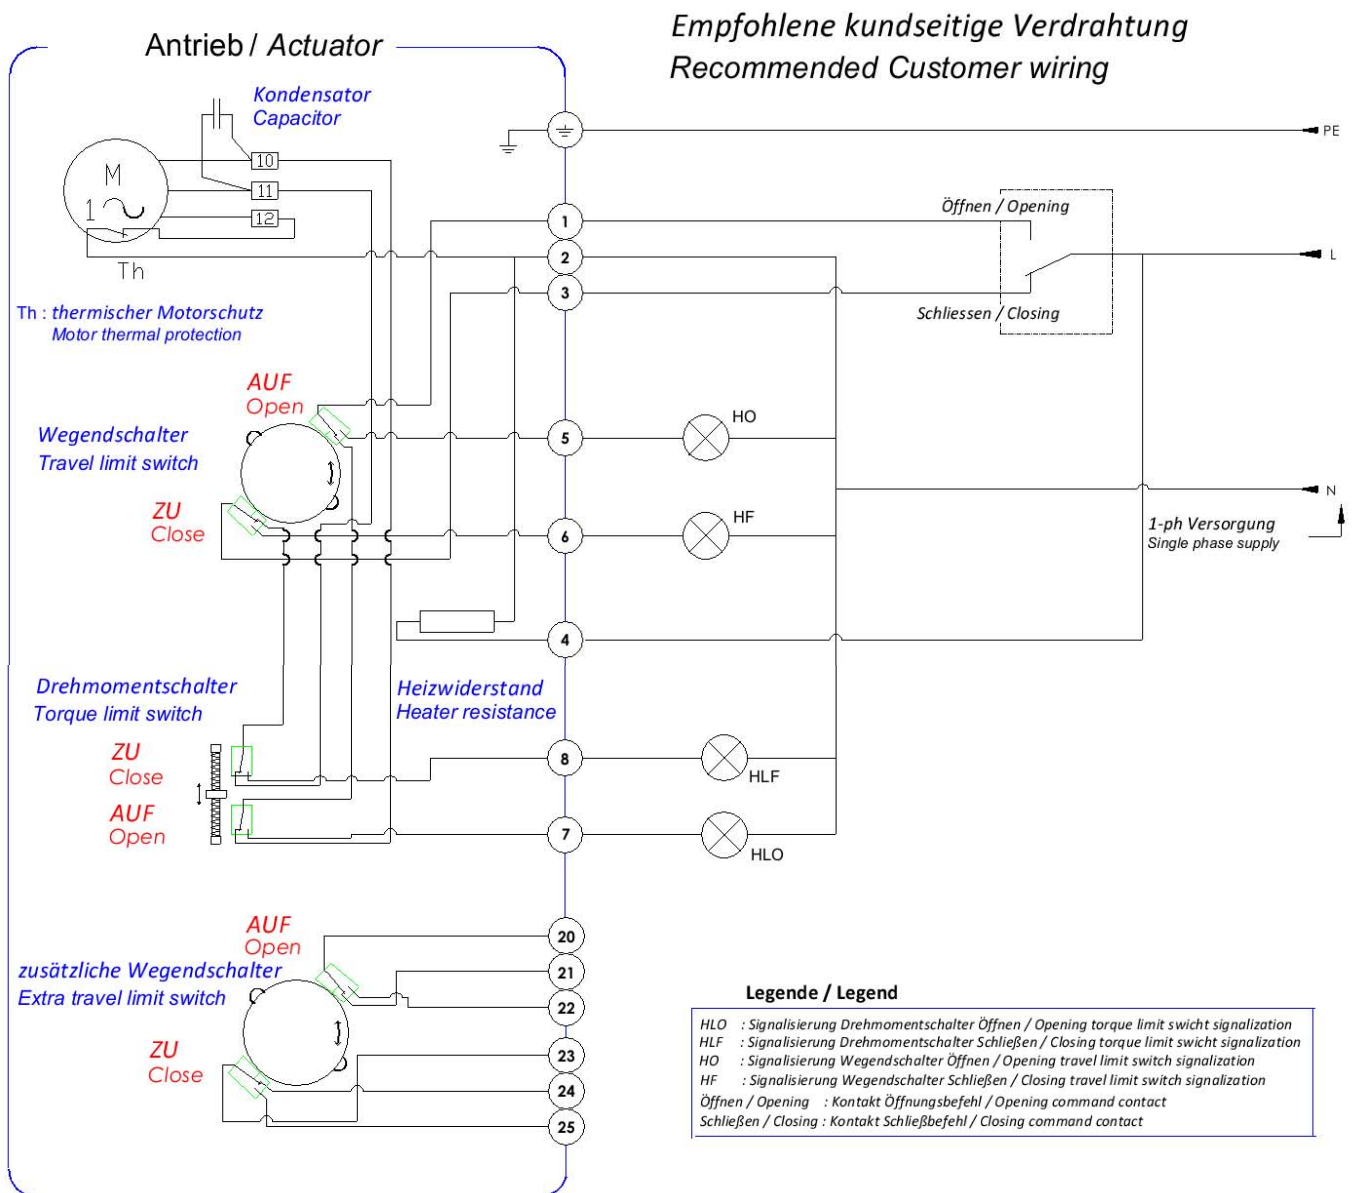 Empfohlene kundseitige Verdrahtung
Recommended Customer wiring
Antrieb / Actuator
Kondensator
Capacitor
PE
10
M
11
1
12
Öffnen / Opening
1
L
2
Th
3
Th : thermischer Motorschutz
Motor thermal protection
Schliessen / Closing
AUF
Open
HO
Wegendschalter
Travel limit switch
5
N
ZU
Close
HF
6
1-ph Versorgung
Single phase supply
4
Drehmomentschalter
Torque limit switch
Heizwiderstand
Heater resistance
ZU
Close
8
HLF
AUF
Open
7
HLO
AUF
Open
20
zusätzliche Wegendschalter
Extra travel limit switch
21
22
ZU
Close
23
24
25
Legende / Legend
HLO : Signalisierung Drehmomentschalter Öffnen / Opening torque limit swicht signalization
HLF : Signalisierung Drehmomentschalter Schließen / Closing torque limit swicht signalization
HO : Signalisierung Wegendschalter Öffnen / Opening travel limit switch signalization
HF : Signalisierung Wegendschalter Schließen / Closing travel limit switch signalization
Öffnen / Opening : Kontakt Öffnungsbefehl / Opening command contact
Schließen / Closing : Kontakt Schließbefehl / Closing command contact